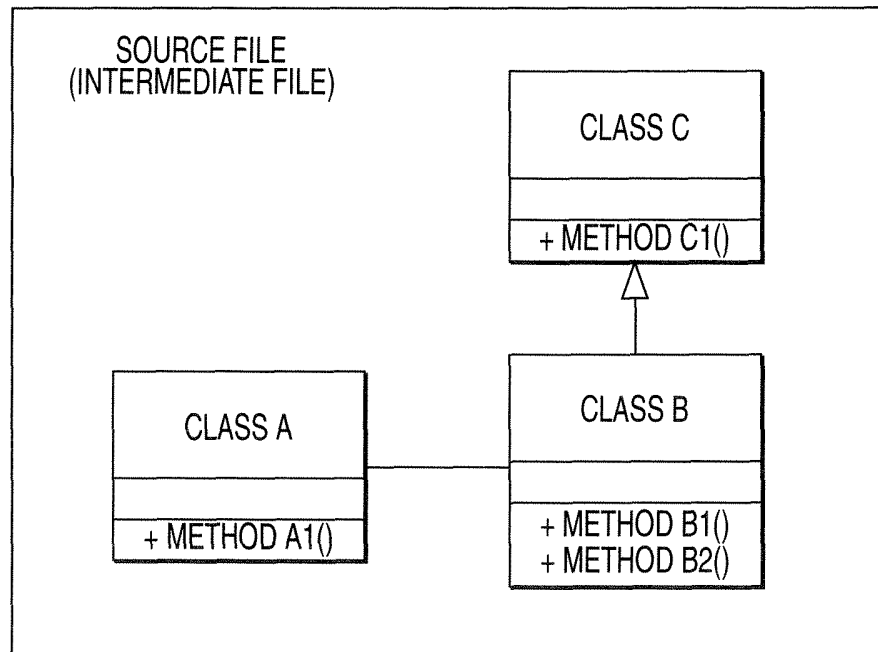 SOURCE FILE
(INTERMEDIATE FILE)
CLASS C
+ METHOD C1()
CLASS A
+ METHOD A1()
CLASS B
+ METHOD B1()
+ METHOD B2()